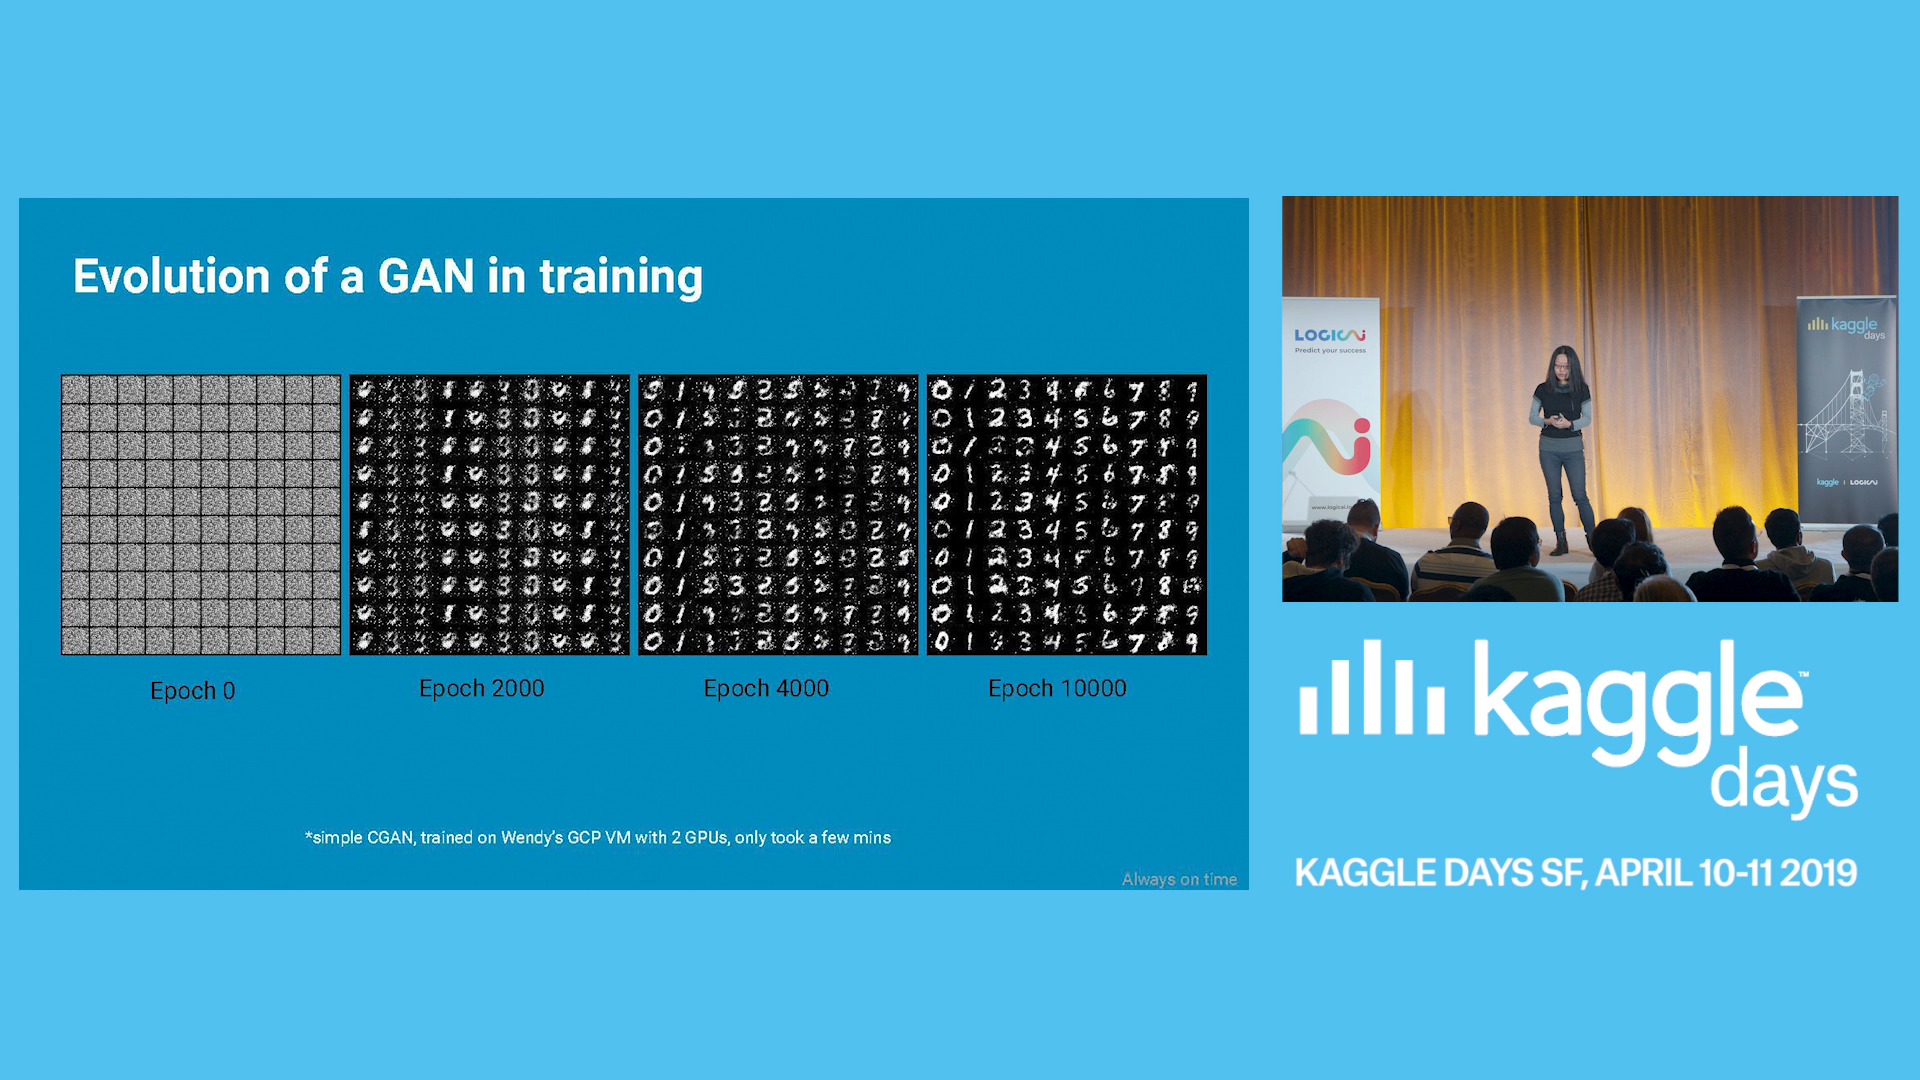 Evolution of a GAN in training
Epoch 0
Epoch 2000
Epoch 4000
Epoch 10000
*simple CGAN, trained on Wendy's GCP VM with 2 GPUs, only took a few mins
Always on time
LOGICAI
Predict your success
kaggle
days
kaggle | LOGICAI
kaggle™
days
KAGGLE DAYS SF, APRIL 10-11 2019